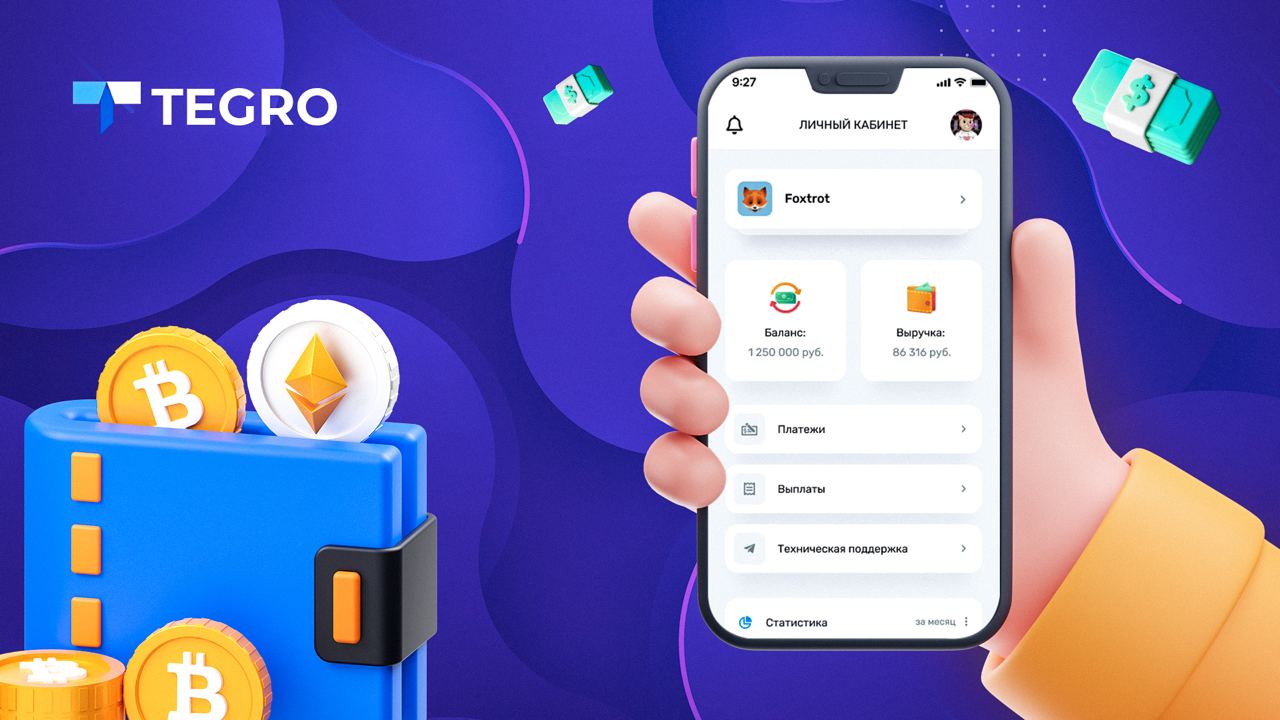 TEGRO
9:27
ЛИЧНЫЙ КАБИНЕТ
Foxtrot
Баланс:
1 250 000 руб.
Выручка:
86 316 руб.
Платежи
Выплаты
Техническая поддержка
Статистика
за месяц